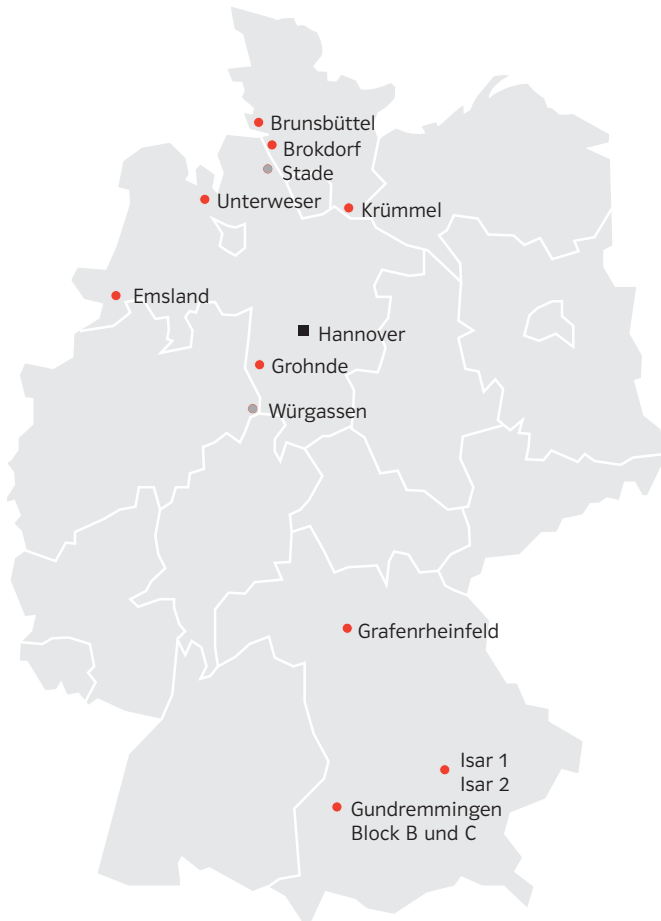 Brunsbüttel
Brokdorf
Stade
Unterweser
Krümmel
Emsland
Hannover
Grohnde
Würgassen
Grafenrheinfeld
Isar 1
Isar 2
Gundremmingen
Block B und C